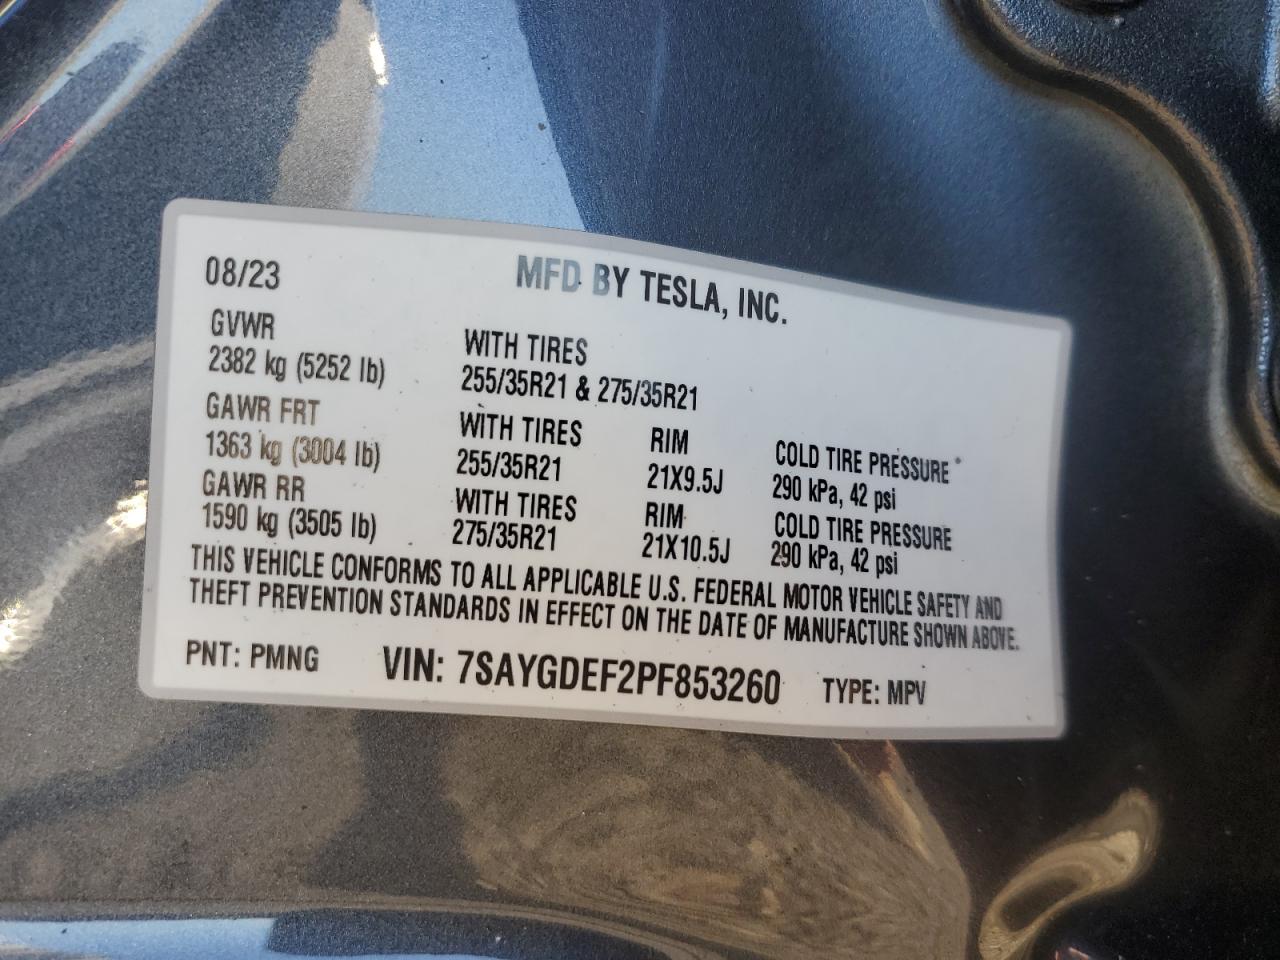 08/23 MFD BY TESLA, INC.
GVWR WITH TIRES
2382 kg (5252 lb) 255/35R21 & 275/35R21
GAWR FRT WITH TIRES RIM COLD TIRE PRESSURE
1363 kg (3004 lb) 255/35R21 21X9.5J 290 kPa, 42 psi
GAWR RR WITH TIRES RIM COLD TIRE PRESSURE
1590 kg (3505 lb) 275/35R21 21X10.5J 290 kPa, 42 psi
THIS VEHICLE CONFORMS TO ALL APPLICABLE U.S. FEDERAL MOTOR VEHICLE SAFETY AND
THEFT PREVENTION STANDARDS IN EFFECT ON THE DATE OF MANUFACTURE SHOWN ABOVE.
PNT: PMNG VIN: 7SAYGDEF2PF853260 TYPE: MPV